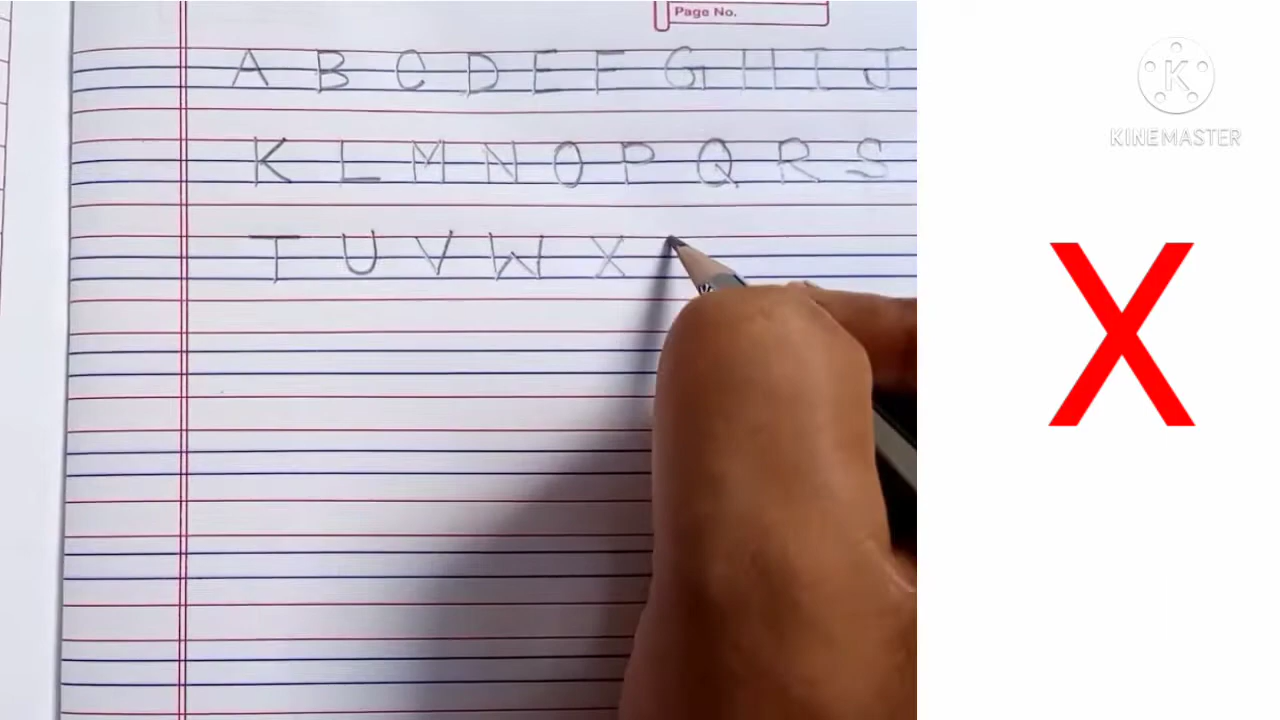 Page No.
A B C D E F G H I J
K L M N O P Q R S
T U V W X
K
KINEMASTER
X